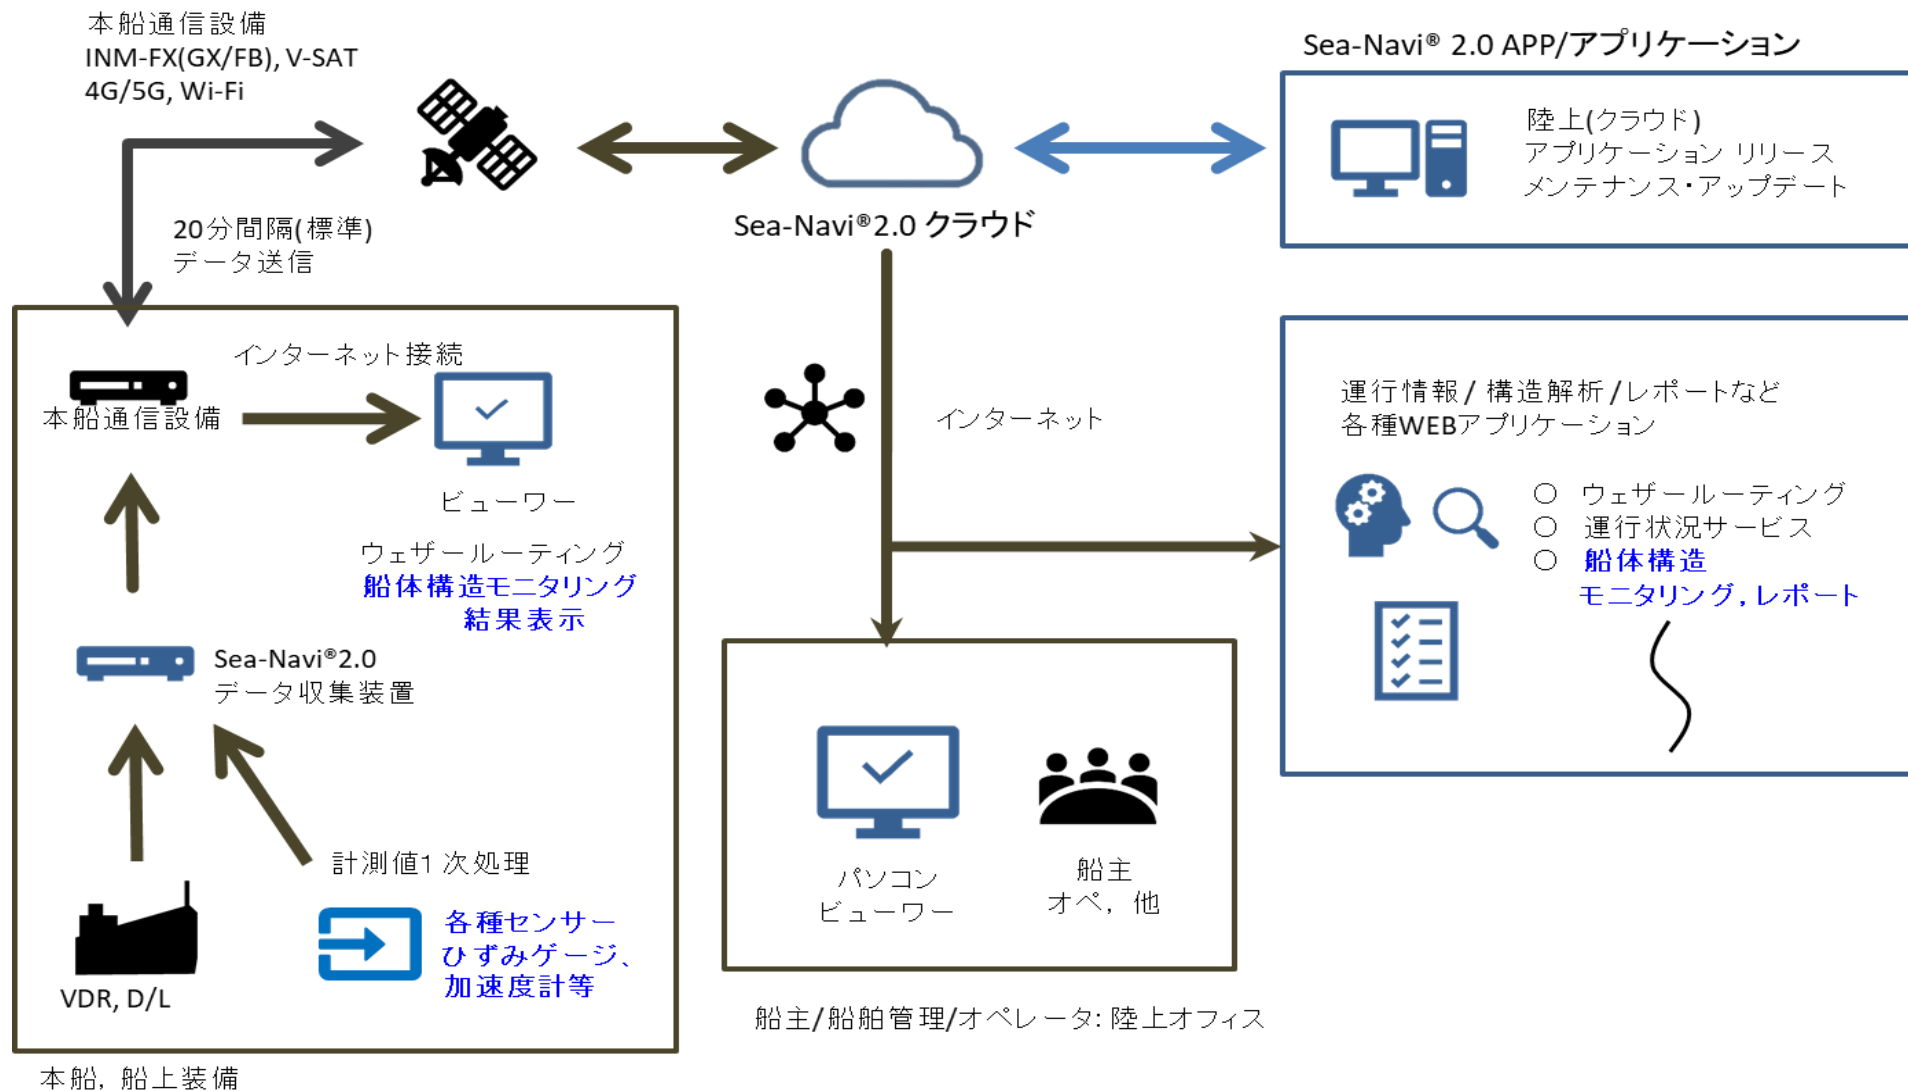 本船通信設備
INM-FX(GX/FB), V-SAT
4G/5G, Wi-Fi
20分間隔(標準)
データ送信
Sea-Navi®2.0 クラウド
Sea-Navi® 2.0 APP/アプリケーション
陸上(クラウド)
アプリケーション リリース
メンテナンス・アップデート
インターネット接続
本船通信設備
ビューワー
ウェザールーティング
船体構造モニタリング
結果表示
Sea-Navi®2.0
データ収集装置
計測値1次処理
各種センサー
ひずみゲージ、
加速度計等
VDR, D/L
本船, 船上装備
インターネット
運行情報/ 構造解析/レポートなど
各種WEBアプリケーション
○ ウェザールーティング
○ 運行状況サービス
○ 船体構造
モニタリング, レポート
パソコン
ビューワー
船主
オペ, 他
船主/船舶管理/オペレータ: 陸上オフィス